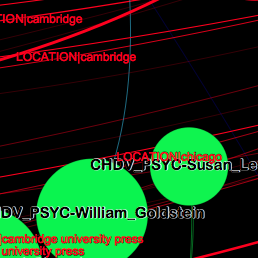 ION|cambridge
LOCATION|cambridge
LOCATION|chicago
CHDV_PSYC-Susan_Le
DV_PSYC-William_Goldstein
|cambridge university press
university press